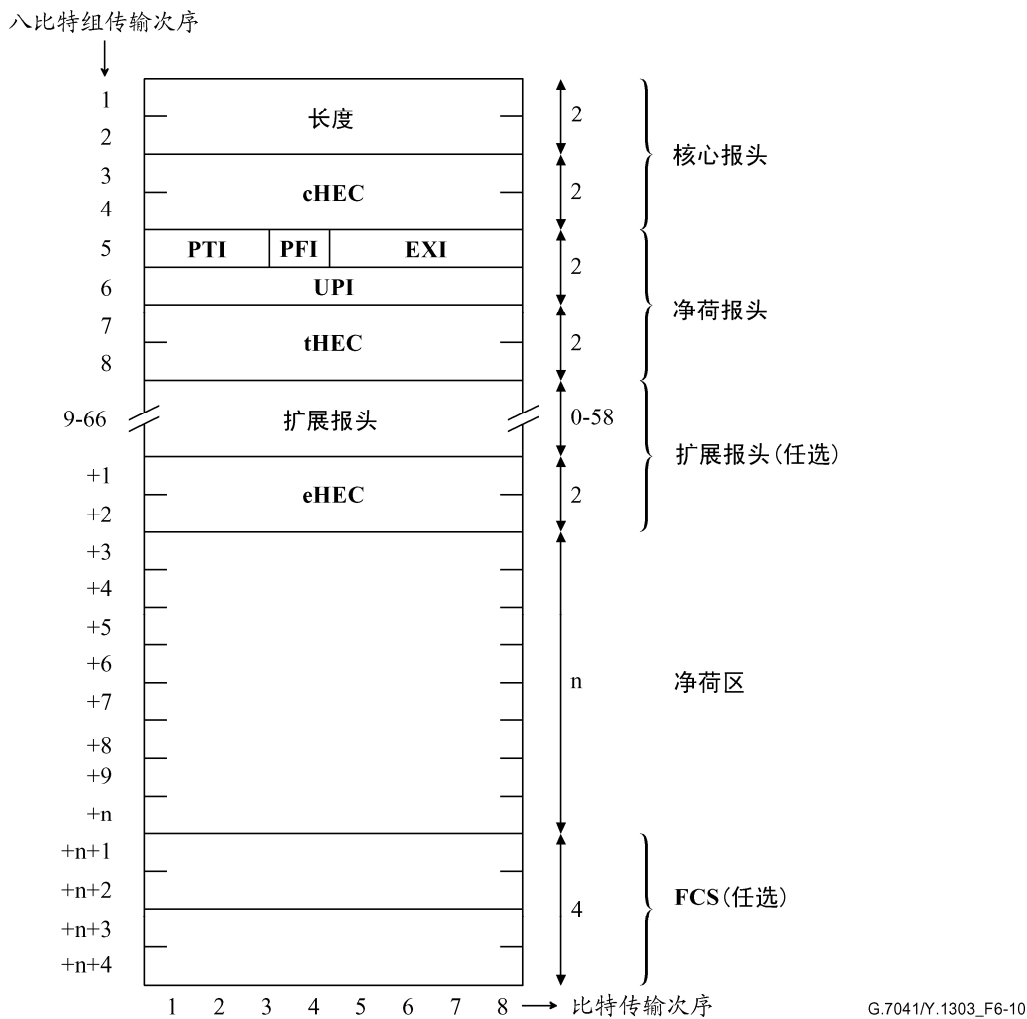 八比特组传输次序
1
长度
2
2
核心报头
3
cHEC
2
4
5
PTI
PFI
EXI
2
6
UPI
净荷报头
7
tHEC
2
8
9-66
扩展报头
0-58
扩展报头(任选)
+1
eHEC
2
+2
+3
+4
+5
+6
n
净荷区
+7
+8
+9
+n
+n+1
+n+2
4
FCS(任选)
+n+3
+n+4
1 2 3 4 5 6 7 8 比特传输次序
G.7041/Y.1303_F6-10